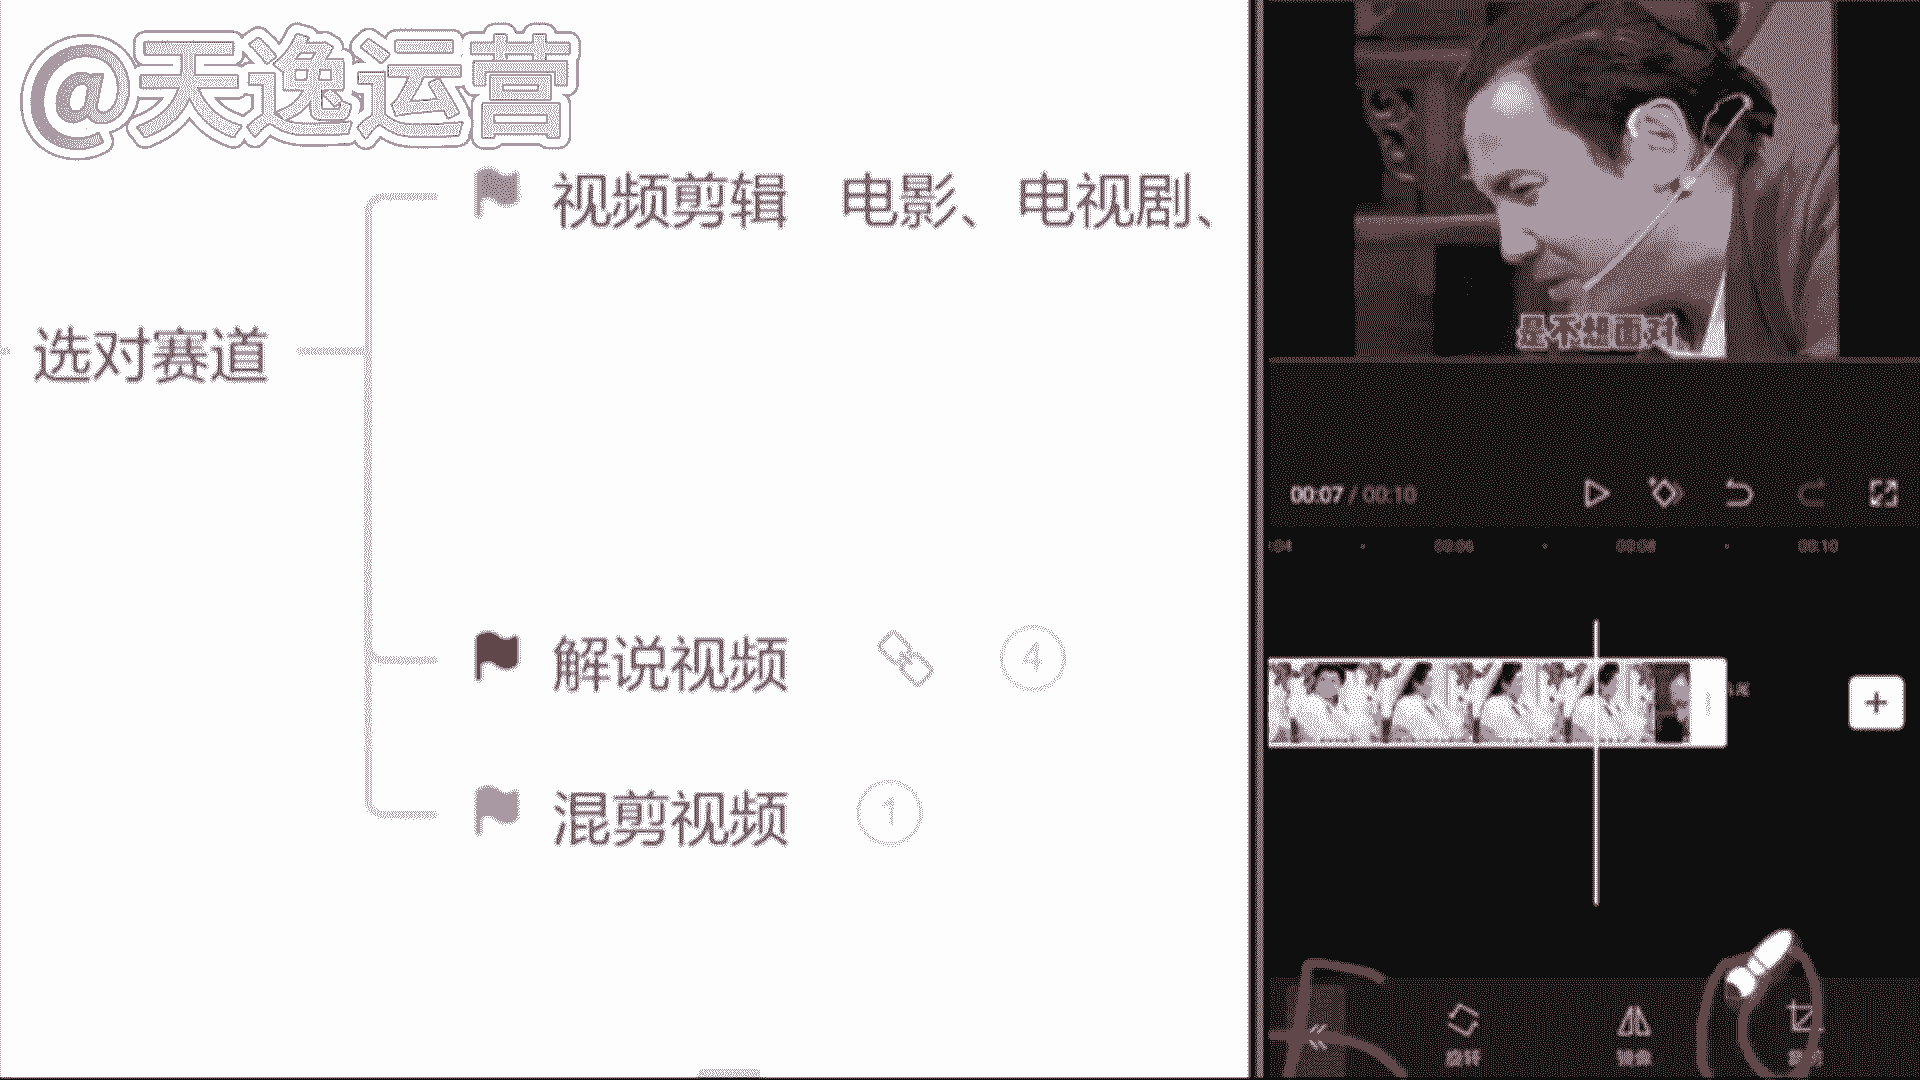 @天逸运营
视频剪辑 电影、电视剧、
选对赛道
解说视频 4
混剪视频 1
是不想面对
00:07 / 00:10
:04 00:06 00:08 00:10
旋转 镜像